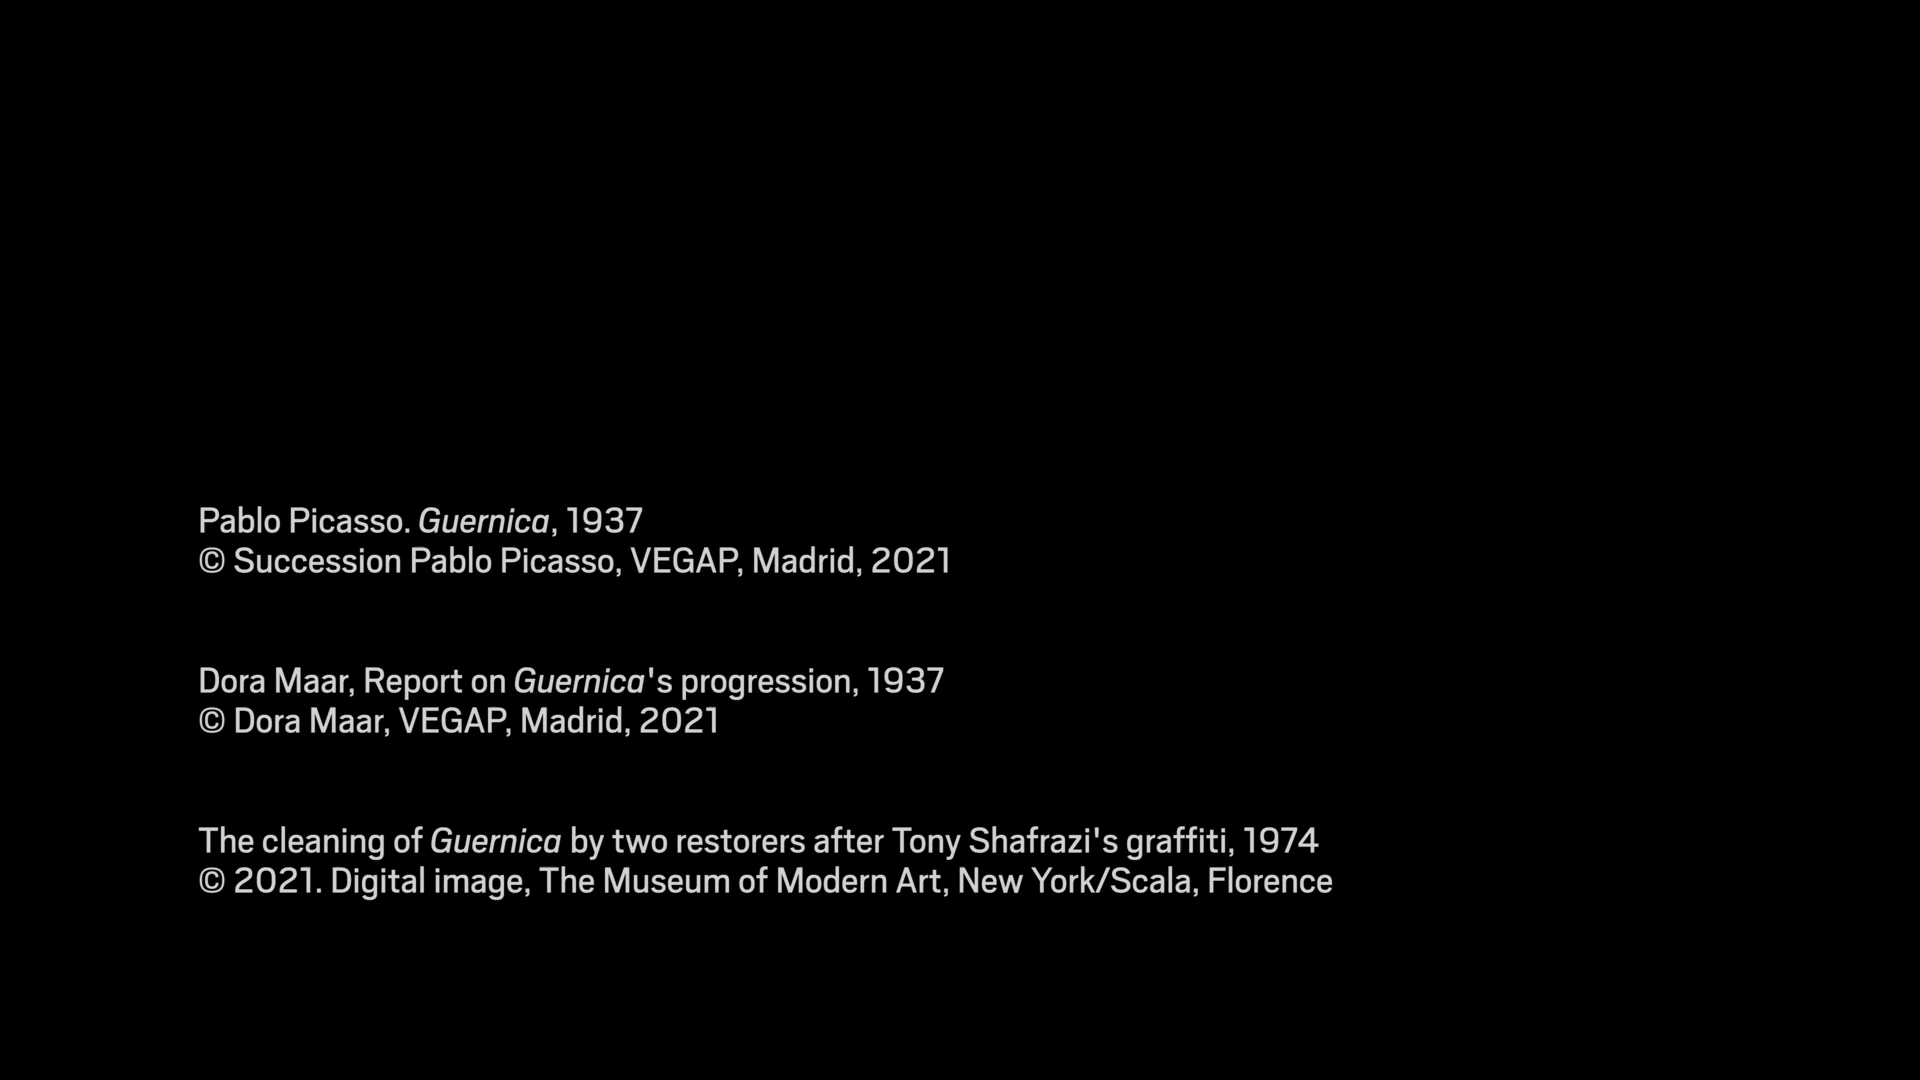 Pablo Picasso. Guernica, 1937
© Succession Pablo Picasso, VEGAP, Madrid, 2021
Dora Maar, Report on Guernica's progression, 1937
© Dora Maar, VEGAP, Madrid, 2021
The cleaning of Guernica by two restorers after Tony Shafrazi's graffiti, 1974
© 2021. Digital image, The Museum of Modern Art, New York/Scala, Florence